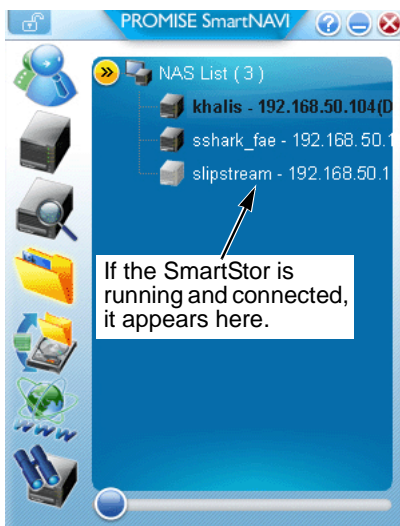 PROMISE SmartNAVI
NAS List ( 3 )
khalis - 192.168.50.104(D
sshark_fae - 192.168.50.1
slipstream - 192.168.50.1
If the SmartStor is
running and connected,
it appears here.
www